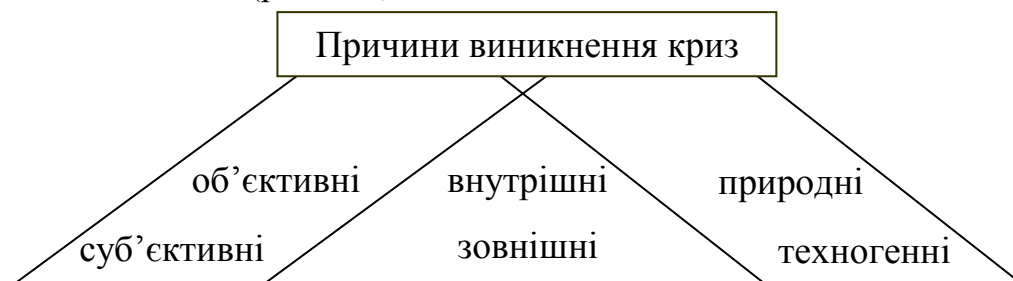 Причини виникнення криз
об’єктивні внутрішні природні
суб’єктивні зовнішні техногенні